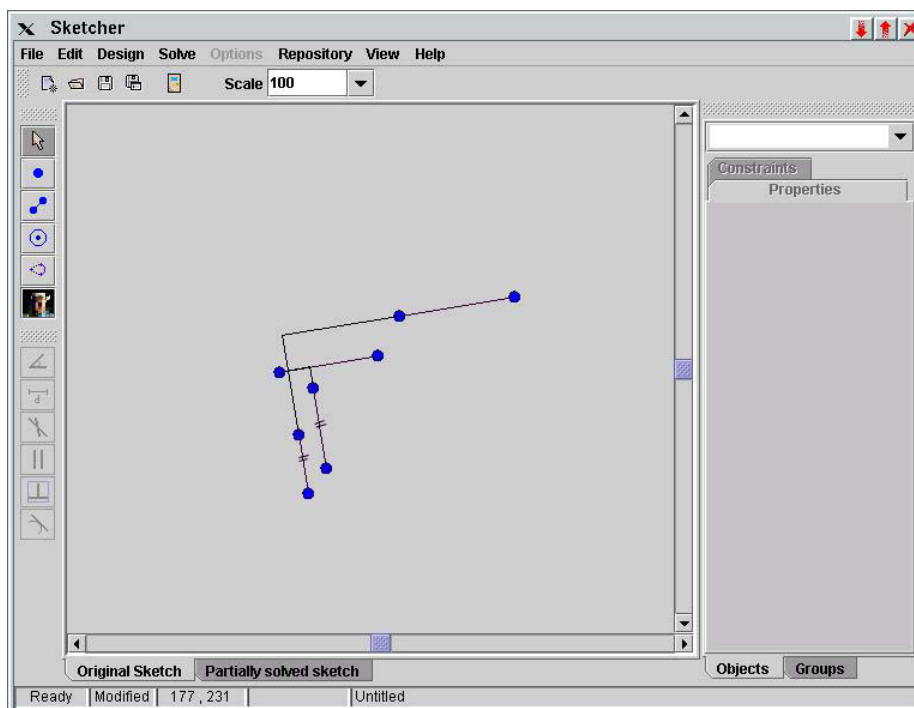 Sketcher
File Edit Design Solve Options Repository View Help
Scale 100
Constraints
Properties
Original Sketch Partially solved sketch
Objects Groups
Ready Modified 177 , 231 Untitled